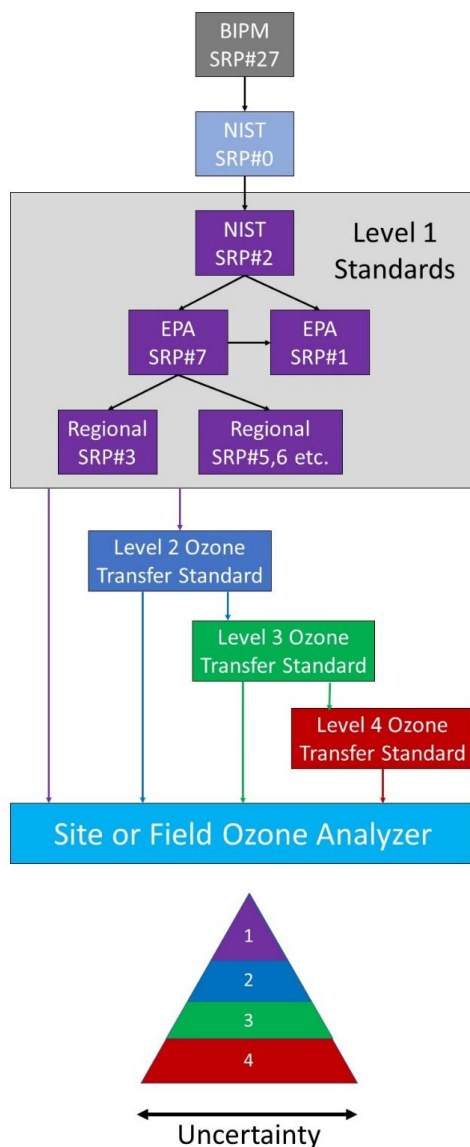 BIPM
SRP#27
NIST
SRP#0
Level 1
Standards
NIST
SRP#2
EPA
SRP#7
EPA
SRP#1
Regional
SRP#3
Regional
SRP#5,6 etc.
Level 2 Ozone
Transfer Standard
Level 3 Ozone
Transfer Standard
Level 4 Ozone
Transfer Standard
Site or Field Ozone Analyzer
1
2
3
4
Uncertainty